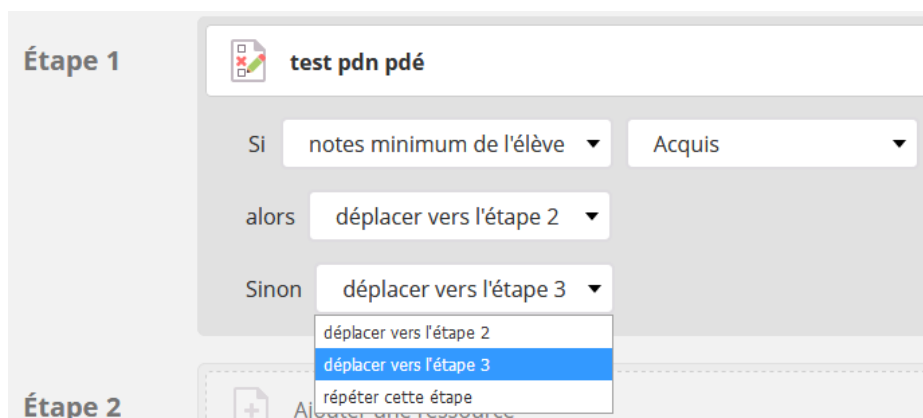 Étape 1
test pdn pdé
Si notes minimum de l'élève Acquis
alors déplacer vers l'étape 2
Sinon déplacer vers l'étape 3
déplacer vers l'étape 2
déplacer vers l'étape 3
répéter cette étape
Étape 2